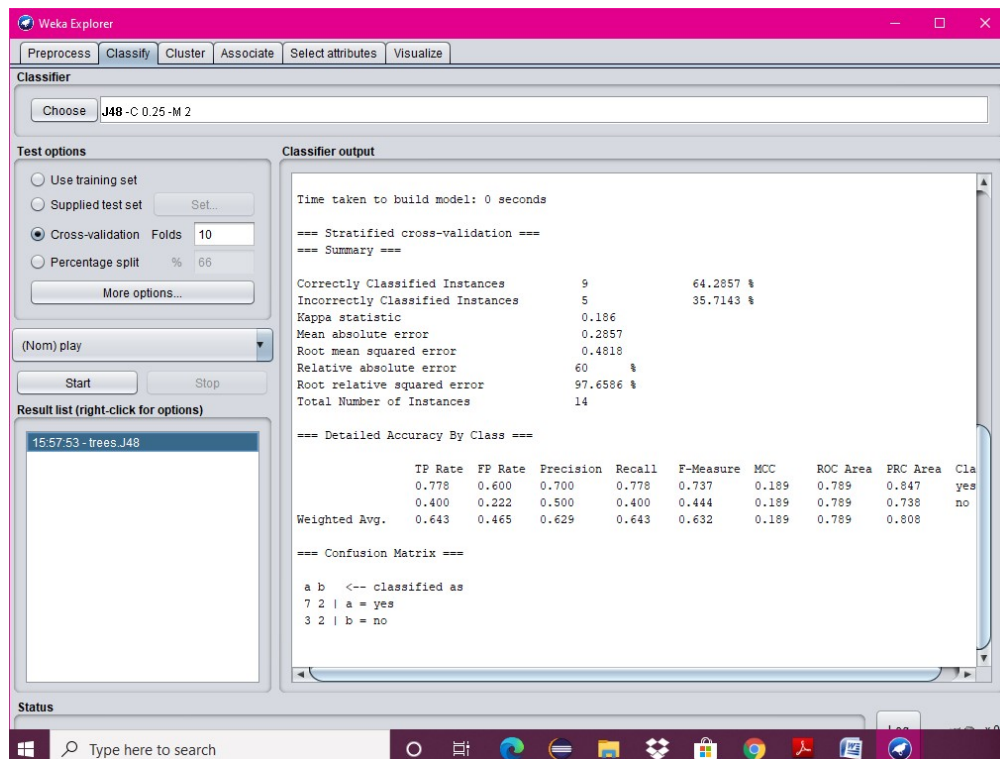 Weka Explorer
Preprocess Classify Cluster Associate Select attributes Visualize
Classifier
Choose J48 -C 0.25 -M 2
Test options
Use training set
Supplied test set Set...
Cross-validation Folds 10
Percentage split % 66
More options...
(Nom) play
Start Stop
Result list (right-click for options)
15:57:53 - trees.J48
Classifier output
Time taken to build model: 0 seconds
=== Stratified cross-validation ===
=== Summary ===
Correctly Classified Instances 9 64.2857 %
Incorrectly Classified Instances 5 35.7143 %
Kappa statistic 0.186
Mean absolute error 0.2857
Root mean squared error 0.4818
Relative absolute error 60 %
Root relative squared error 97.6586 %
Total Number of Instances 14
=== Detailed Accuracy By Class ===
TP Rate FP Rate Precision Recall F-Measure MCC ROC Area PRC Area Cla
0.778 0.600 0.700 0.778 0.737 0.189 0.789 0.847 yes
0.400 0.222 0.500 0.400 0.444 0.189 0.789 0.738 no
Weighted Avg. 0.643 0.465 0.629 0.643 0.632 0.189 0.789 0.808
=== Confusion Matrix ===
a b <-- classified as
7 2 | a = yes
3 2 | b = no
Status
Type here to search